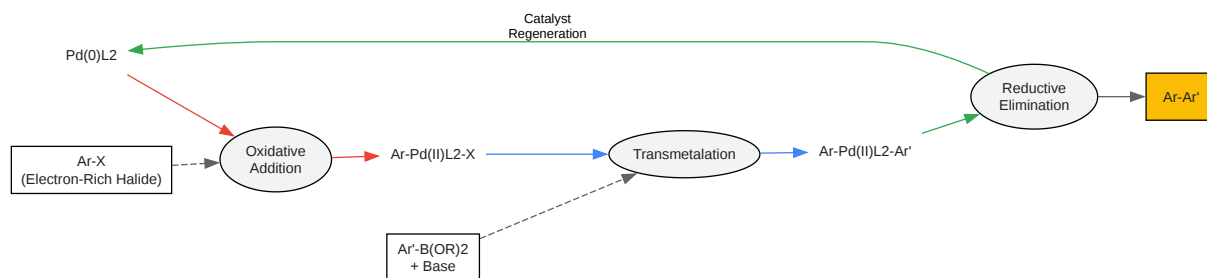 Catalyst
Regeneration
Pd(0)L2
Reductive
Elimination
Ar-Ar'
Ar-X
(Electron-Rich Halide)
Oxidative
Addition
Ar-Pd(II)L2-X
Transmetalation
Ar-Pd(II)L2-Ar'
Ar'-B(OR)2
+ Base